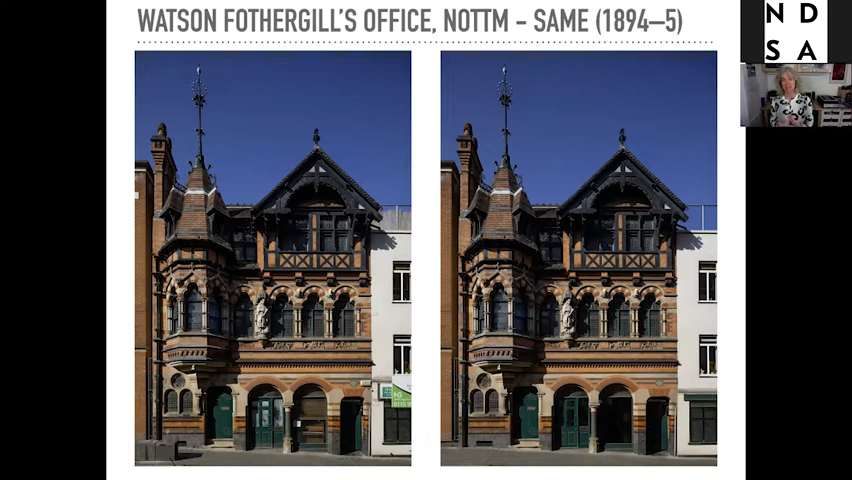 WATSON FOTHERGILL'S OFFICE, NOTTM - SAME (1894–5)
N D
S A